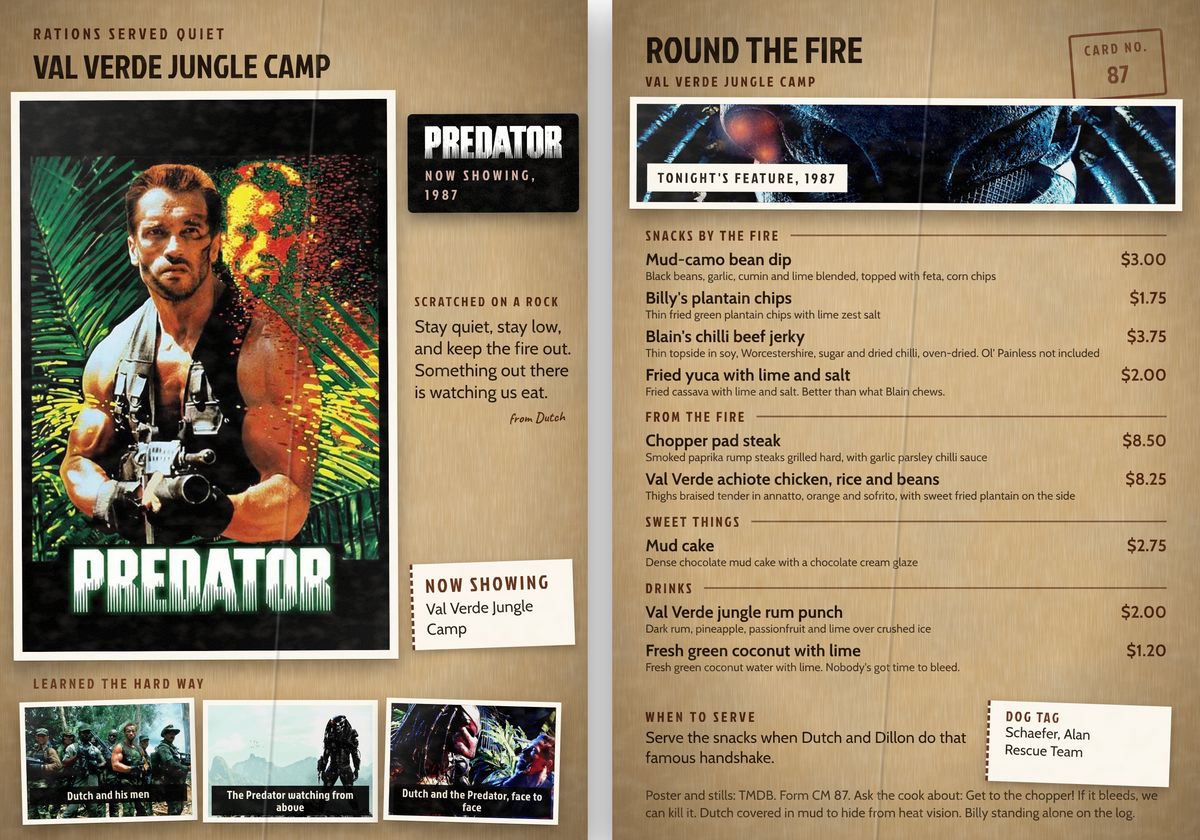 RATIONS SERVED QUIET
VAL VERDE JUNGLE CAMP
PREDATOR
NOW SHOWING,
1987
SCRATCHED ON A ROCK
Stay quiet, stay low,
and keep the fire out.
Something out there
is watching us eat.
from Dutch
PREDATOR
NOW SHOWING
Val Verde Jungle
Camp
LEARNED THE HARD WAY
Dutch and his men
The Predator watching from
above
Dutch and the Predator, face to
face
ROUND THE FIRE
VAL VERDE JUNGLE CAMP
CARD NO.
87
TONIGHT'S FEATURE, 1987
SNACKS BY THE FIRE
Mud-camo bean dip $3.00
Black beans, garlic, cumin and lime blended, topped with feta, corn chips
Billy's plantain chips $1.75
Thin fried green plantain chips with lime zest salt
Blain's chilli beef jerky $3.75
Thin topside in soy, Worcestershire, sugar and dried chilli, oven-dried. Ol' Painless not included
Fried yuca with lime and salt $2.00
Fried cassava with lime and salt. Better than what Blain chews.
FROM THE FIRE
Chopper pad steak $8.50
Smoked paprika rump steaks grilled hard, with garlic parsley chilli sauce
Val Verde achiote chicken, rice and beans $8.25
Thighs braised tender in annatto, orange and sofrito, with sweet fried plantain on the side
SWEET THINGS
Mud cake $2.75
Dense chocolate mud cake with a chocolate cream glaze
DRINKS
Val Verde jungle rum punch $2.00
Dark rum, pineapple, passionfruit and lime over crushed ice
Fresh green coconut with lime $1.20
Fresh green coconut water with lime. Nobody's got time to bleed.
WHEN TO SERVE
Serve the snacks when Dutch and Dillon do that
famous handshake.
DOG TAG
Schaefer, Alan
Rescue Team
Poster and stills: TMDB. Form CM 87. Ask the cook about: Get to the chopper! If it bleeds, we
can kill it. Dutch covered in mud to hide from heat vision. Billy standing alone on the log.